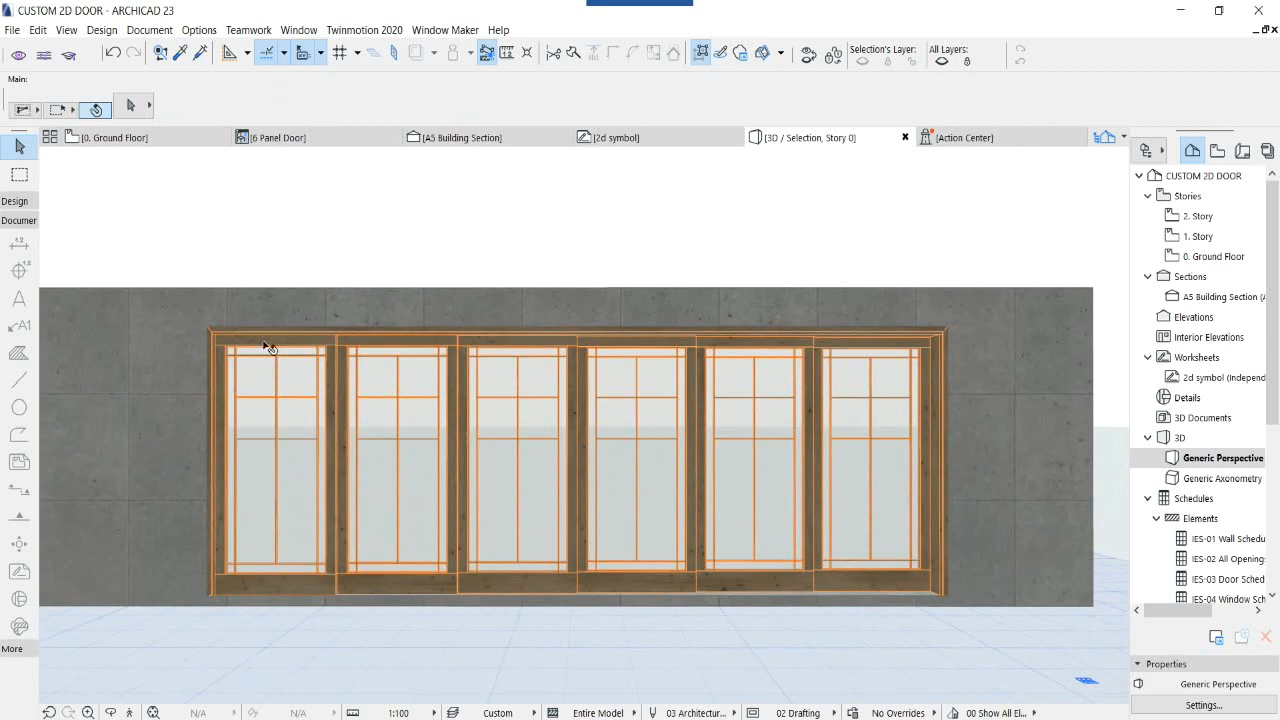 CUSTOM 2D DOOR - ARCHICAD 23
File Edit View Design Document Options Teamwork Window Twinmotion 2020 Window Maker Help
Selection's Layer: All Layers:
Main:
[0. Ground Floor] [6 Panel Door] [A5 Building Section] [2d symbol] [3D / Selection, Story 0] [Action Center]
Design
Documer
More
CUSTOM 2D DOOR
Stories
2. Story
1. Story
0. Ground Floor
Sections
A5 Building Section (A
Elevations
Interior Elevations
Worksheets
2d symbol (Independ
Details
3D Documents
3D
Generic Perspective
Generic Axonometry
Schedules
Elements
IES-01 Wall Schedu
IES-02 All Opening
IES-03 Door Sched
IES-04 Window Sch
Properties
Generic Perspective
Settings...
N/A N/A 1:100 Custom Entire Model 03 Architectur... 02 Drafting No Overrides 00 Show All El...